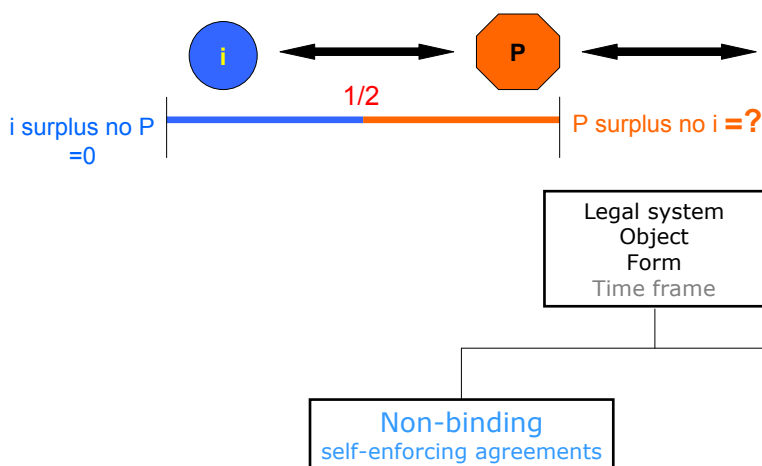 i
P
1/2
i surplus no P
=0
P surplus no i =?
Legal system
Object
Form
Time frame
Non-binding
self-enforcing agreements